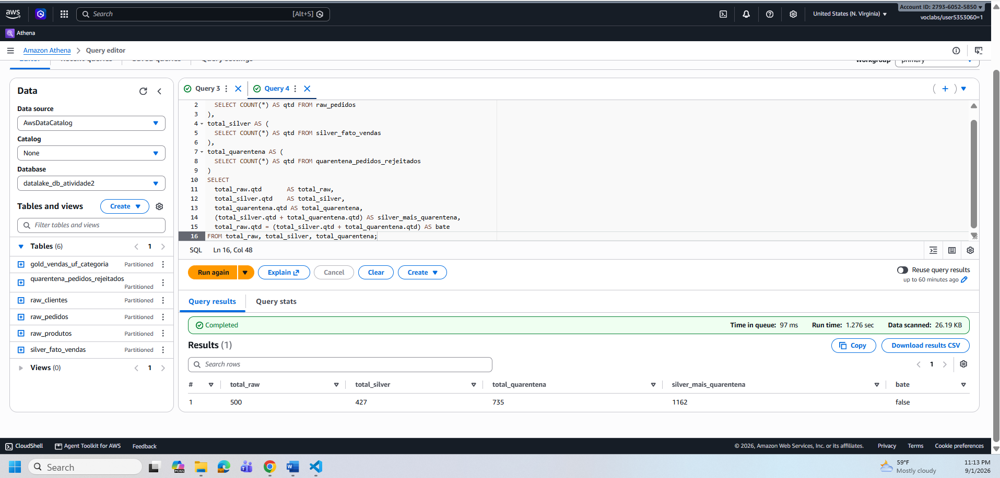 aws
Search [Alt+S]
United States (N. Virginia)
Account ID: 2793-6052-5850
voclabs/user5353060=1
Athena
Amazon Athena > Query editor
Editor Recent queries Saved queries Query settings
Workgroup primary
Data
Data source
AwsDataCatalog
Catalog
None
Database
datalake_db_atividade2
Tables and views Create
Filter tables and views
Tables (6) < 1 >
gold_vendas_uf_categoria Partitioned
quarentena_pedidos_rejeitados
Partitioned
raw_clientes Partitioned
raw_pedidos Partitioned
raw_produtos Partitioned
silver_fato_vendas Partitioned
Views (0) < 1 >
Query 3 Query 4
2 SELECT COUNT(*) AS qtd FROM raw_pedidos
3 ),
4 total_silver AS (
5 SELECT COUNT(*) AS qtd FROM silver_fato_vendas
6 ),
7 total_quarentena AS (
8 SELECT COUNT(*) AS qtd FROM quarentena_pedidos_rejeitados
9 )
10 SELECT
11 total_raw.qtd AS total_raw,
12 total_silver.qtd AS total_silver,
13 total_quarentena.qtd AS total_quarentena,
14 (total_silver.qtd + total_quarentena.qtd) AS silver_mais_quarentena,
15 total_raw.qtd = (total_silver.qtd + total_quarentena.qtd) AS bate
16 FROM total_raw, total_silver, total_quarentena;
SQL Ln 16, Col 48
Run again Explain Cancel Clear Create
Reuse query results
up to 60 minutes ago
Query results Query stats
Completed Time in queue: 97 ms Run time: 1.276 sec Data scanned: 26.19 KB
Results (1) Copy Download results CSV
Search rows < 1 >
# total_raw total_silver total_quarentena silver_mais_quarentena bate
1 500 427 735 1162 false
CloudShell Agent Toolkit for AWS Feedback © 2026, Amazon Web Services, Inc. or its affiliates. Privacy Terms Cookie preferences
Search
M365
59°F
Mostly cloudy
11:13 PM
9/1/2026